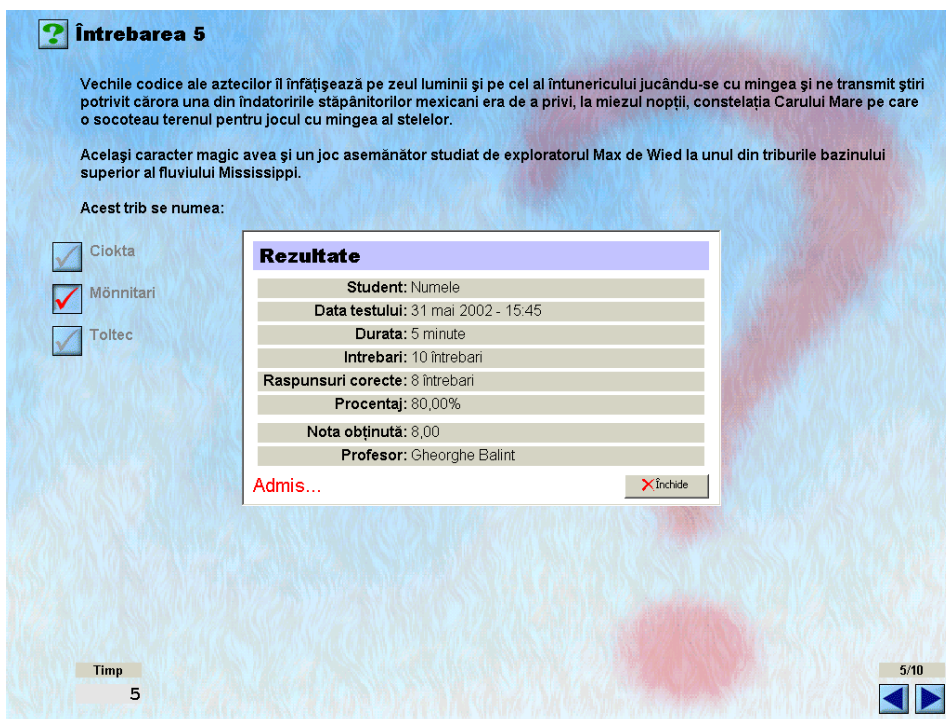 Întrebarea 5
Vechile codice ale aztecilor îl înfăţişează pe zeul luminii şi pe cel al întunericului jucându-se cu mingea şi ne transmit ştiri
potrivit cărora una din îndatoririle stăpânitorilor mexicani era de a privi, la miezul nopţii, constelaţia Carului Mare pe care
o socoteau terenul pentru jocul cu mingea al stelelor.
Acelaşi caracter magic avea şi un joc asemănător studiat de exploratorul Max de Wied la unul din triburile bazinului
superior al fluviului Mississippi.
Acest trib se numea:
Ciokta
Mönnitari
Toltec
Rezultate
Student: Numele
Data testului: 31 mai 2002 - 15:45
Durata: 5 minute
Intrebari: 10 întrebari
Raspunsuri corecte: 8 întrebari
Procentaj: 80,00%
Nota obţinută: 8,00
Profesor: Gheorghe Balint
Admis...
Închide
Timp
5
5/10